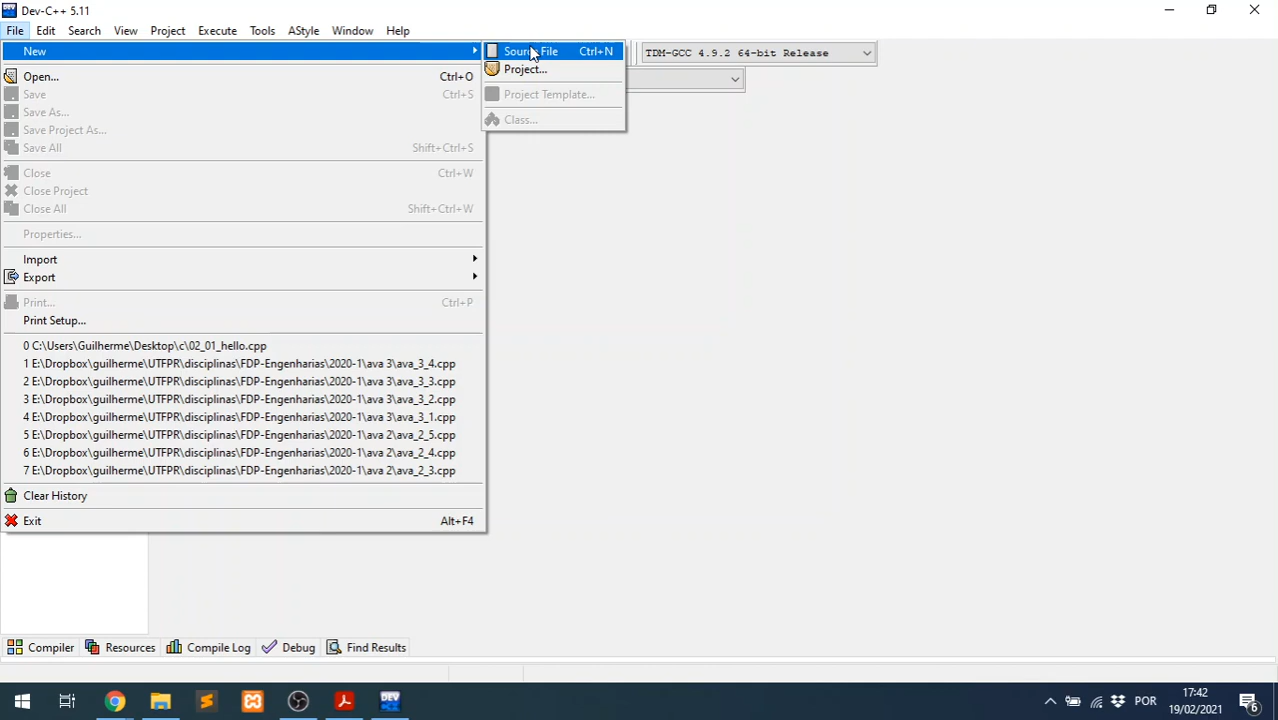 Dev-C++ 5.11
File Edit Search View Project Execute Tools AStyle Window Help
New
Source File Ctrl+N
TDM-GCC 4.9.2 64-bit Release
Project...
Open... Ctrl+O
Save Ctrl+S
Project Template...
Save As...
Class...
Save Project As...
Save All Shift+Ctrl+S
Close Ctrl+W
Close Project
Close All Shift+Ctrl+W
Properties...
Import
Export
Print... Ctrl+P
Print Setup...
0 C:\Users\Guilherme\Desktop\c\02_01_hello.cpp
1 E:\Dropbox\guilherme\UTFPR\disciplinas\FDP-Engenharias\2020-1\ava 3\ava_3_4.cpp
2 E:\Dropbox\guilherme\UTFPR\disciplinas\FDP-Engenharias\2020-1\ava 3\ava_3_3.cpp
3 E:\Dropbox\guilherme\UTFPR\disciplinas\FDP-Engenharias\2020-1\ava 3\ava_3_2.cpp
4 E:\Dropbox\guilherme\UTFPR\disciplinas\FDP-Engenharias\2020-1\ava 3\ava_3_1.cpp
5 E:\Dropbox\guilherme\UTFPR\disciplinas\FDP-Engenharias\2020-1\ava 2\ava_2_5.cpp
6 E:\Dropbox\guilherme\UTFPR\disciplinas\FDP-Engenharias\2020-1\ava 2\ava_2_4.cpp
7 E:\Dropbox\guilherme\UTFPR\disciplinas\FDP-Engenharias\2020-1\ava 2\ava_2_3.cpp
Clear History
Exit Alt+F4
Compiler Resources Compile Log Debug Find Results
DEV
POR
17:42
19/02/2021
6